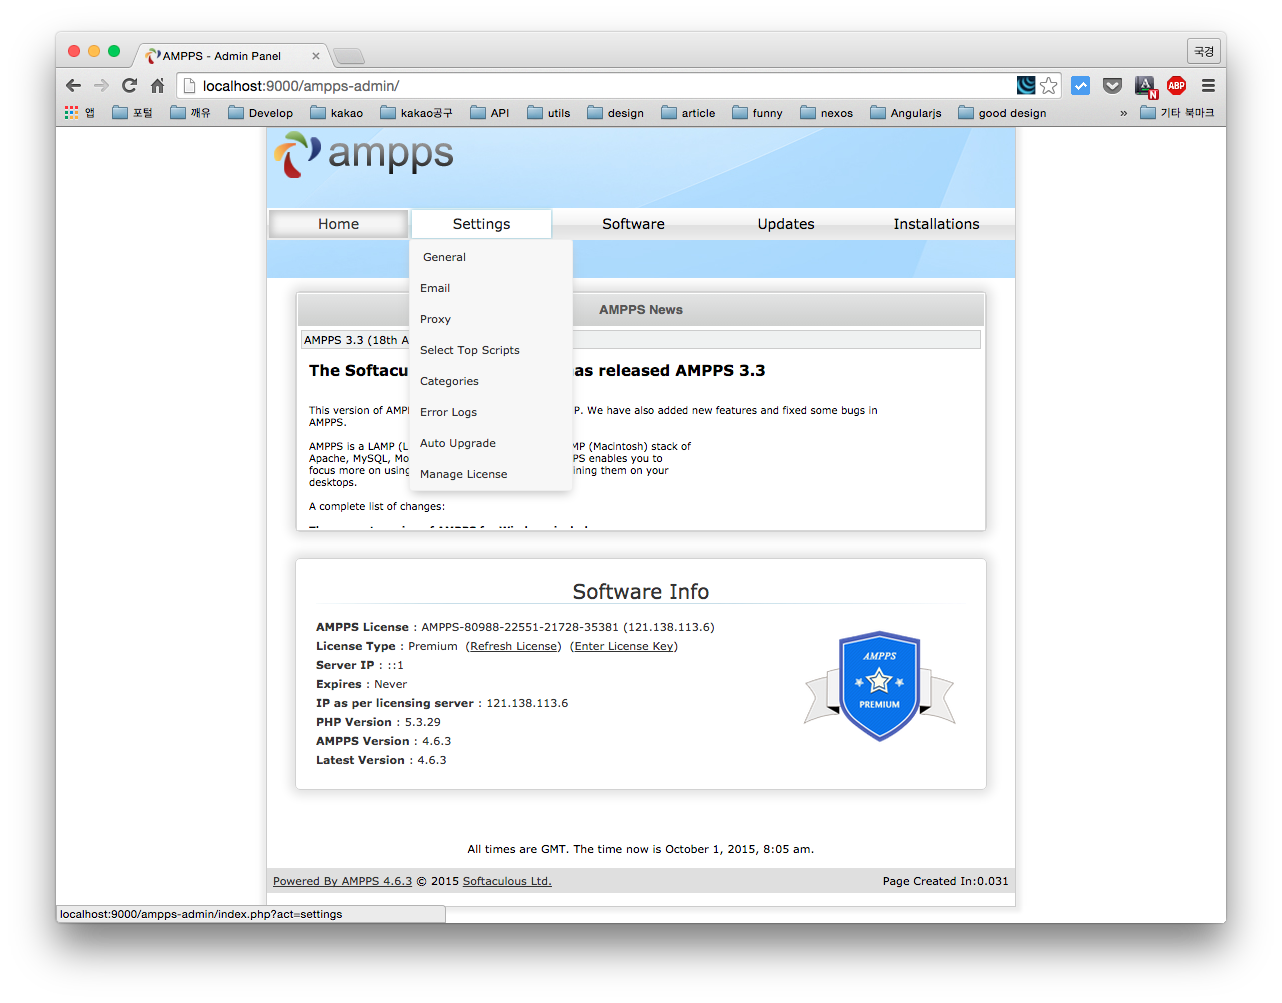 AMPPS - Admin Panel
국경
localhost:9000/ampps-admin/
앱 포털 깨유 Develop kakao kakao공구 API utils design article funny nexos Angularjs good design » 기타 북마크
ampps
Home Settings Software Updates Installations
General
Email
Proxy
Select Top Scripts
Categories
Error Logs
Auto Upgrade
Manage License
AMPPS News
AMPPS 3.3 (18th A
The Softacu as released AMPPS 3.3
This version of AMP P. We have also added new features and fixed some bugs in
AMPPS.
AMPPS is a LAMP (L MP (Macintosh) stack of
Apache, MySQL, Mo PS enables you to
focus more on using ining them on your
desktops.
A complete list of changes:
Software Info
AMPPS License : AMPPS-80988-22551-21728-35381 (121.138.113.6)
License Type : Premium (Refresh License) (Enter License Key)
Server IP : ::1
Expires : Never
IP as per licensing server : 121.138.113.6
PHP Version : 5.3.29
AMPPS Version : 4.6.3
Latest Version : 4.6.3
AMPPS
PREMIUM
All times are GMT. The time now is October 1, 2015, 8:05 am.
Powered By AMPPS 4.6.3 © 2015 Softaculous Ltd. Page Created In:0.031
localhost:9000/ampps-admin/index.php?act=settings
ABP
N